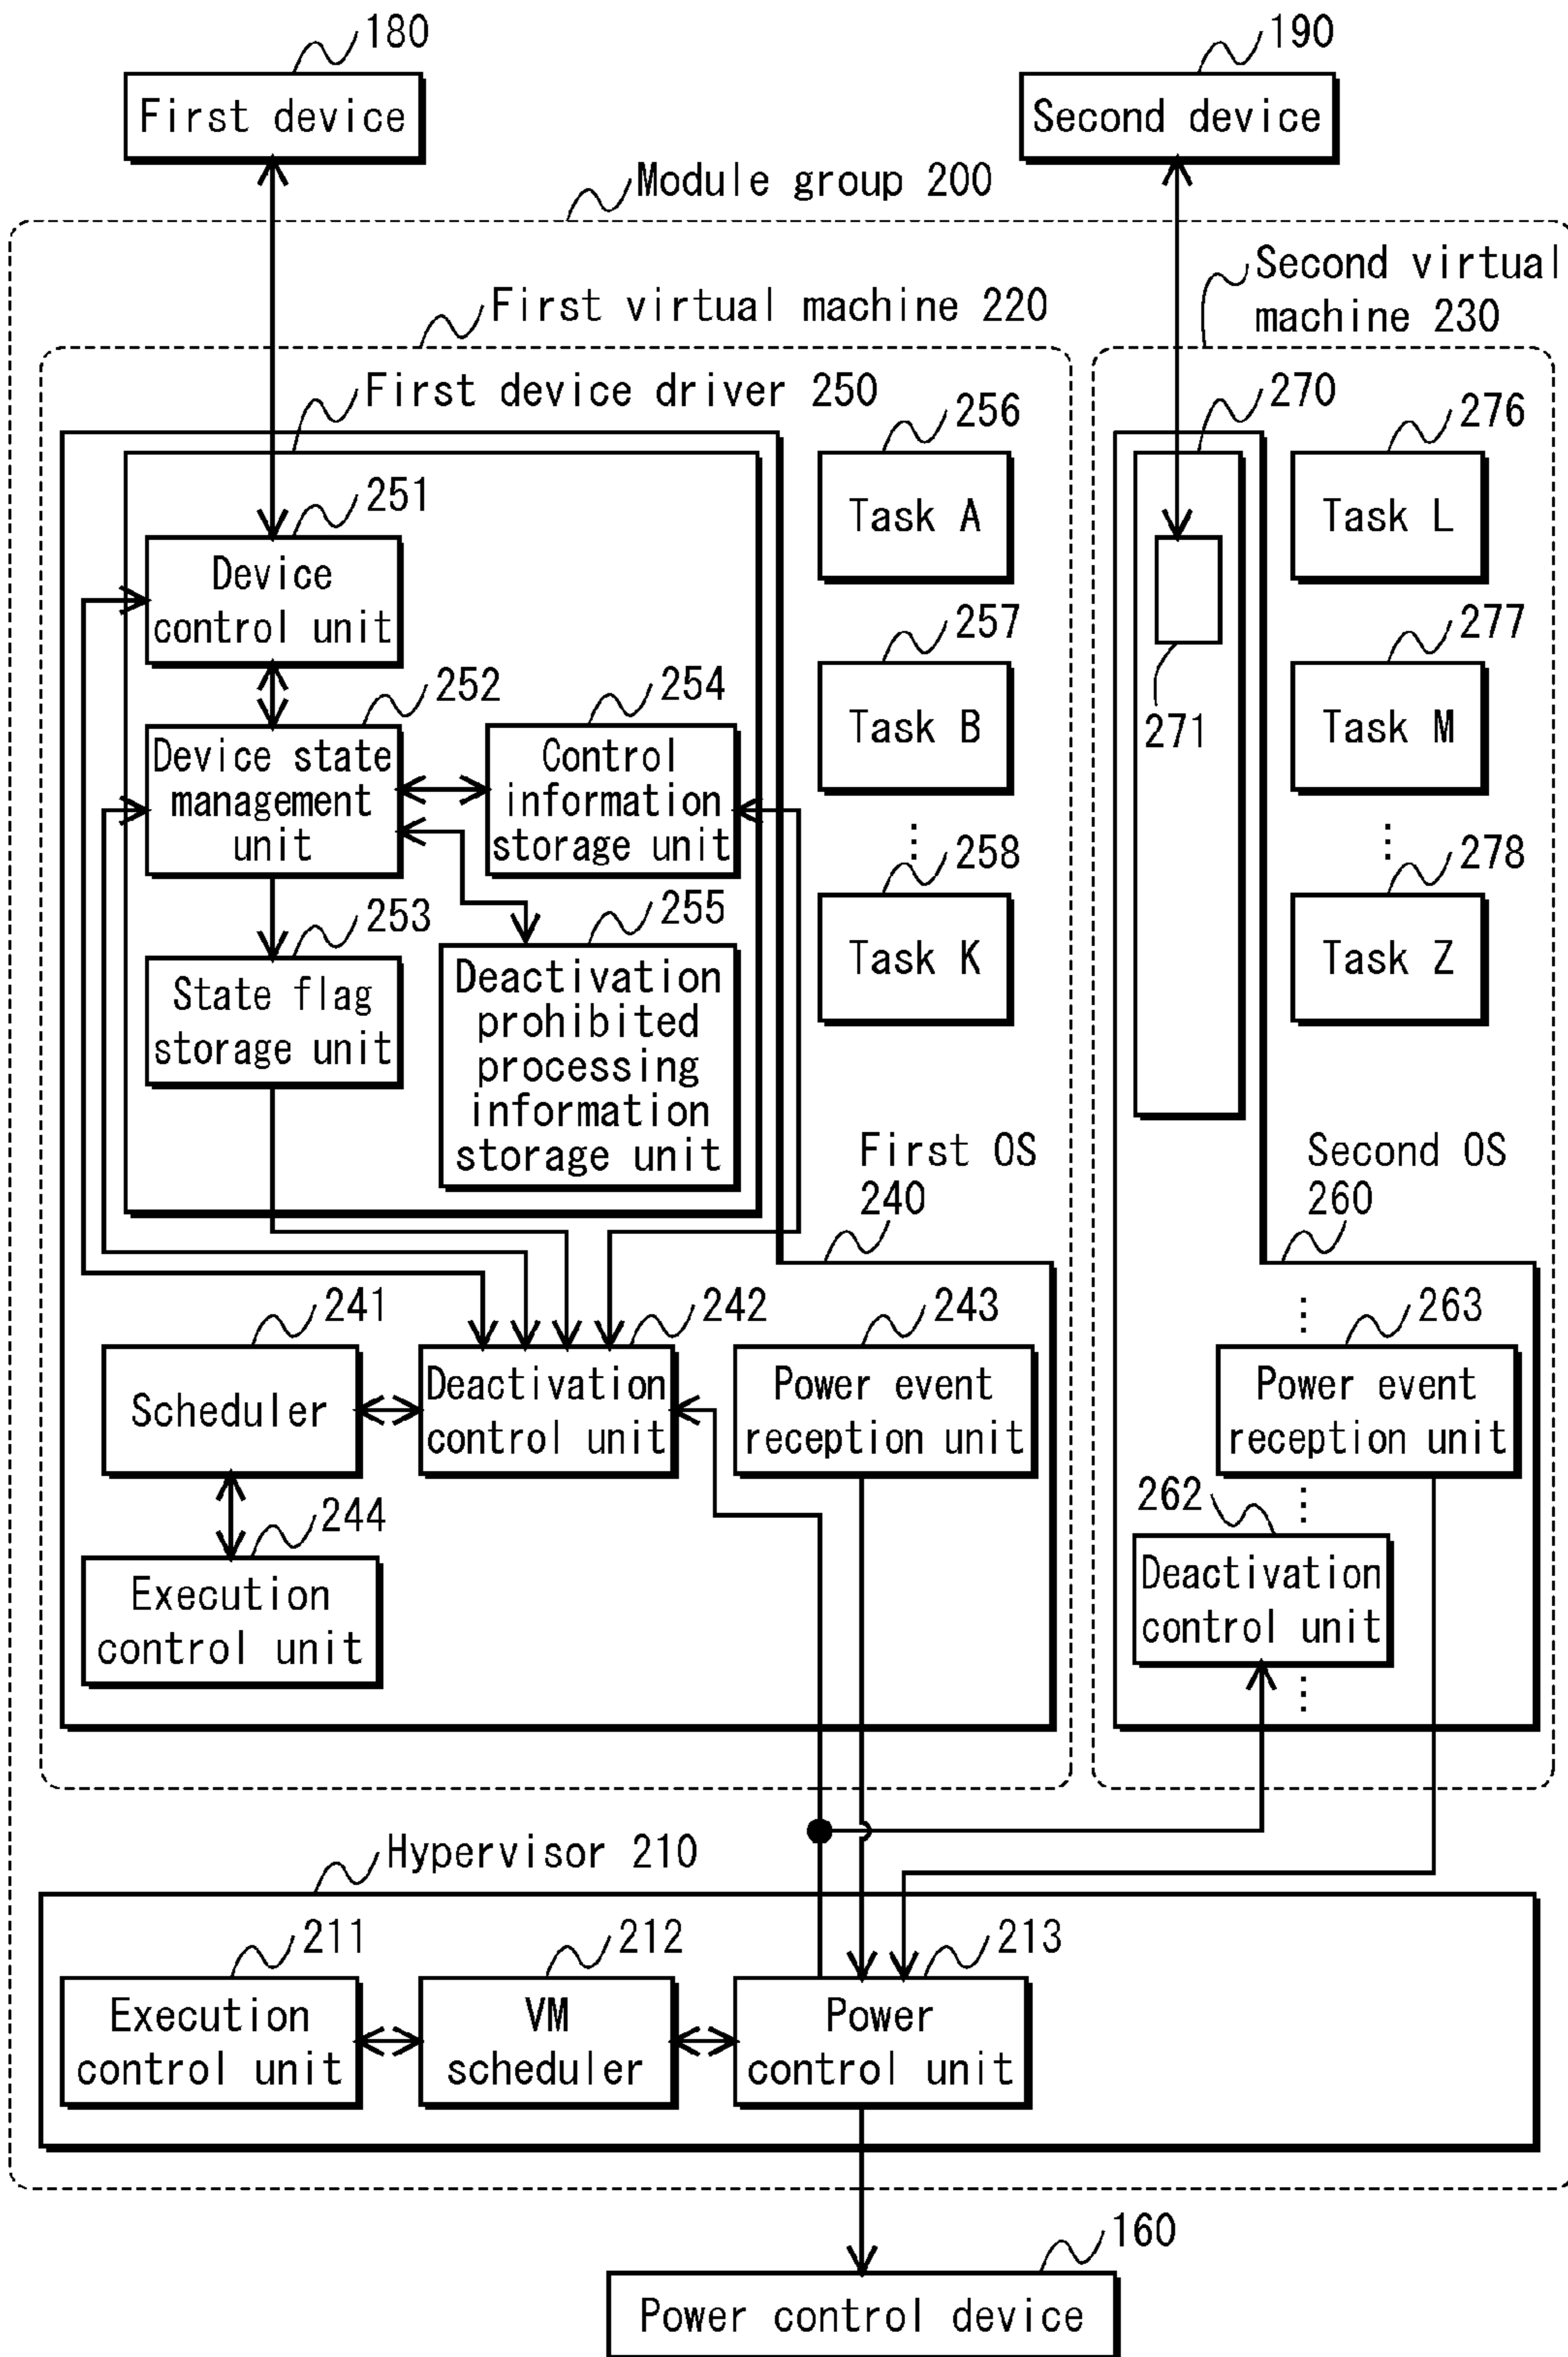 180
First device
190
Second device
Module group 200
Second virtual
machine 230
First virtual machine 220
First device driver 250
251
Device
control unit
252
Device state
management
unit
253
State flag
storage unit
254
Control
information
storage unit
255
Deactivation
prohibited
processing
information
storage unit
256
Task A
257
Task B
⋮
258
Task K
First OS
240
241
Scheduler
242
Deactivation
control unit
243
Power event
reception unit
244
Execution
control unit
270
271
276
Task L
277
Task M
⋮
278
Task Z
Second OS
260
⋮
263
Power event
reception unit
⋮
262
Deactivation
control unit
⋮
Hypervisor 210
211
Execution
control unit
212
VM
scheduler
213
Power
control unit
160
Power control device